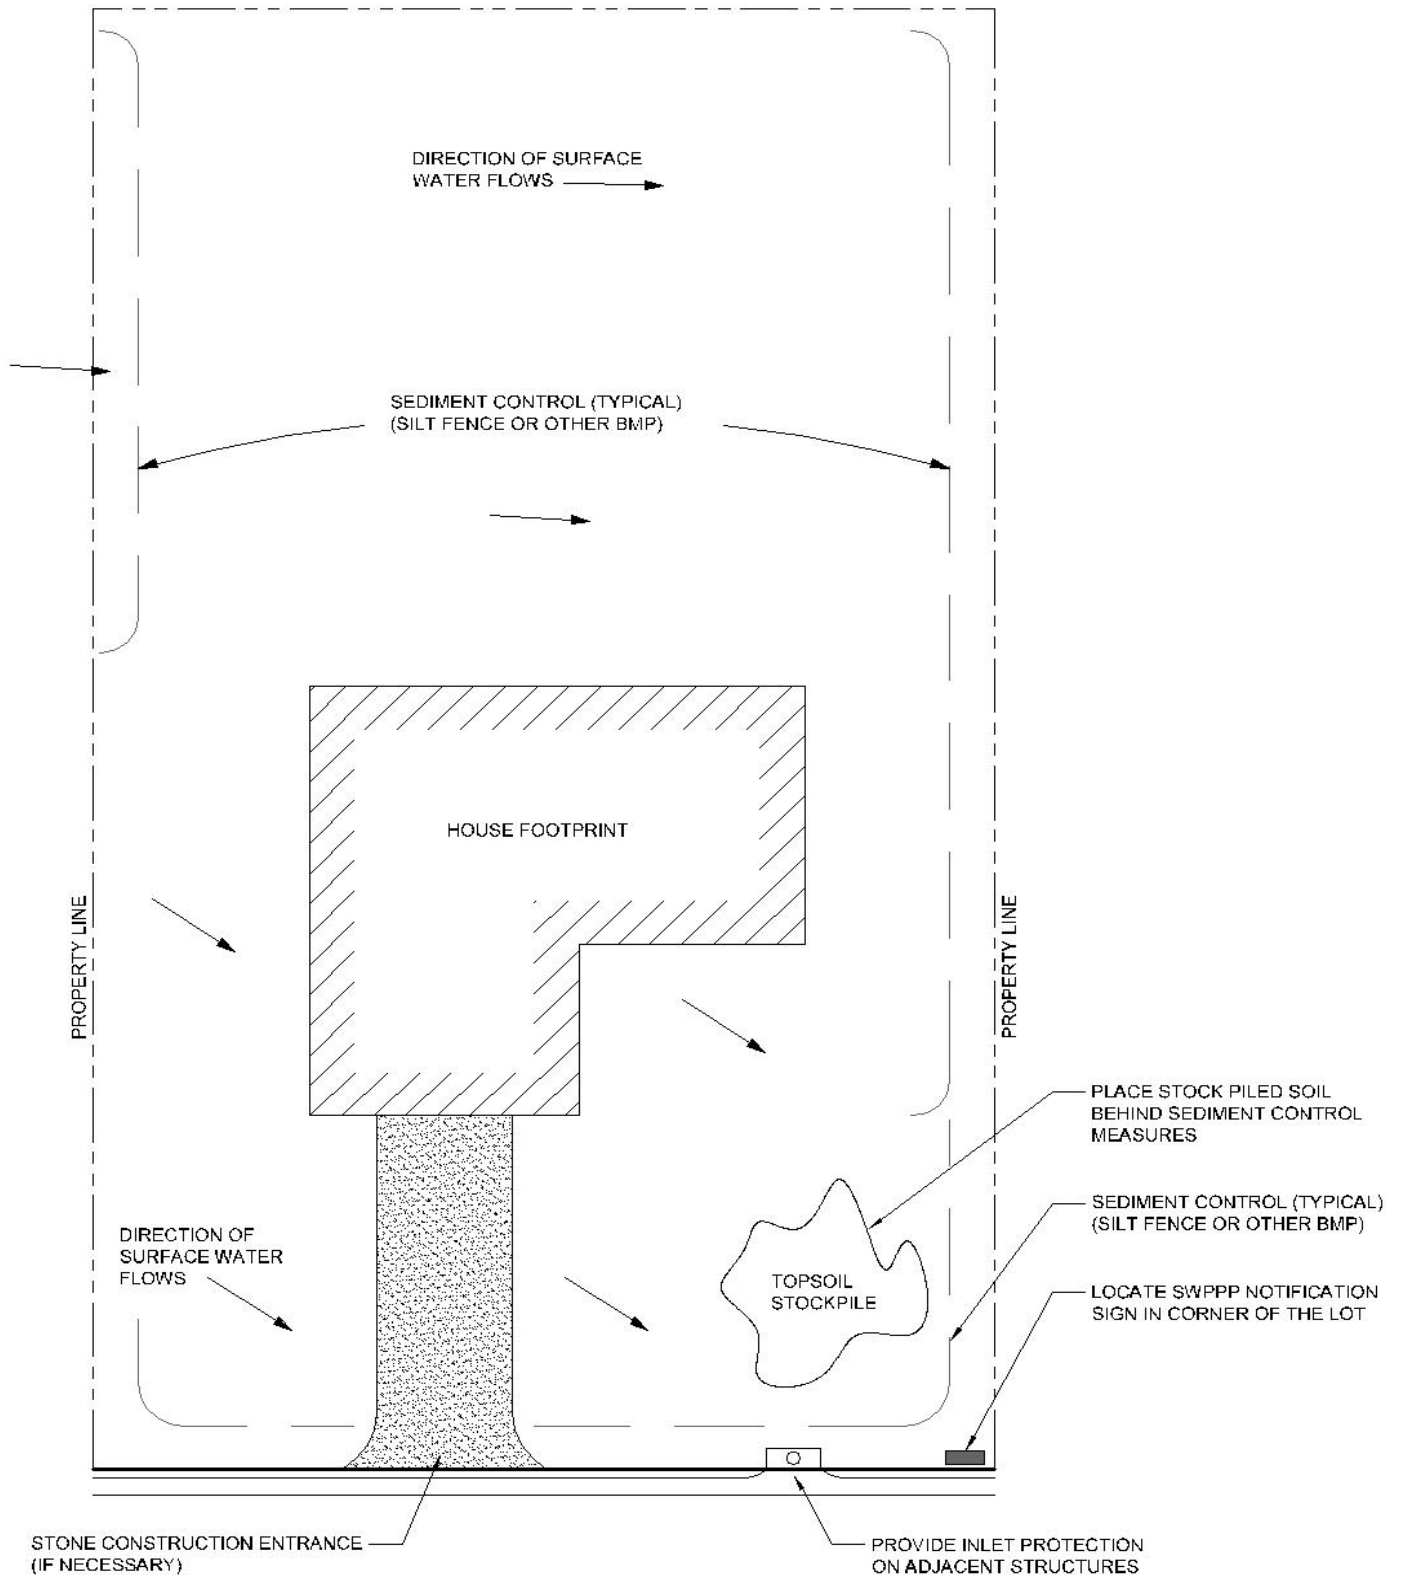 DIRECTION OF SURFACE
WATER FLOWS
SEDIMENT CONTROL (TYPICAL)
(SILT FENCE OR OTHER BMP)
HOUSE FOOTPRINT
PROPERTY LINE
PROPERTY LINE
PLACE STOCK PILED SOIL
BEHIND SEDIMENT CONTROL
MEASURES
SEDIMENT CONTROL (TYPICAL)
(SILT FENCE OR OTHER BMP)
DIRECTION OF
SURFACE WATER
FLOWS
TOPSOIL
STOCKPILE
LOCATE SWPPP NOTIFICATION
SIGN IN CORNER OF THE LOT
STONE CONSTRUCTION ENTRANCE
(IF NECESSARY)
PROVIDE INLET PROTECTION
ON ADJACENT STRUCTURES